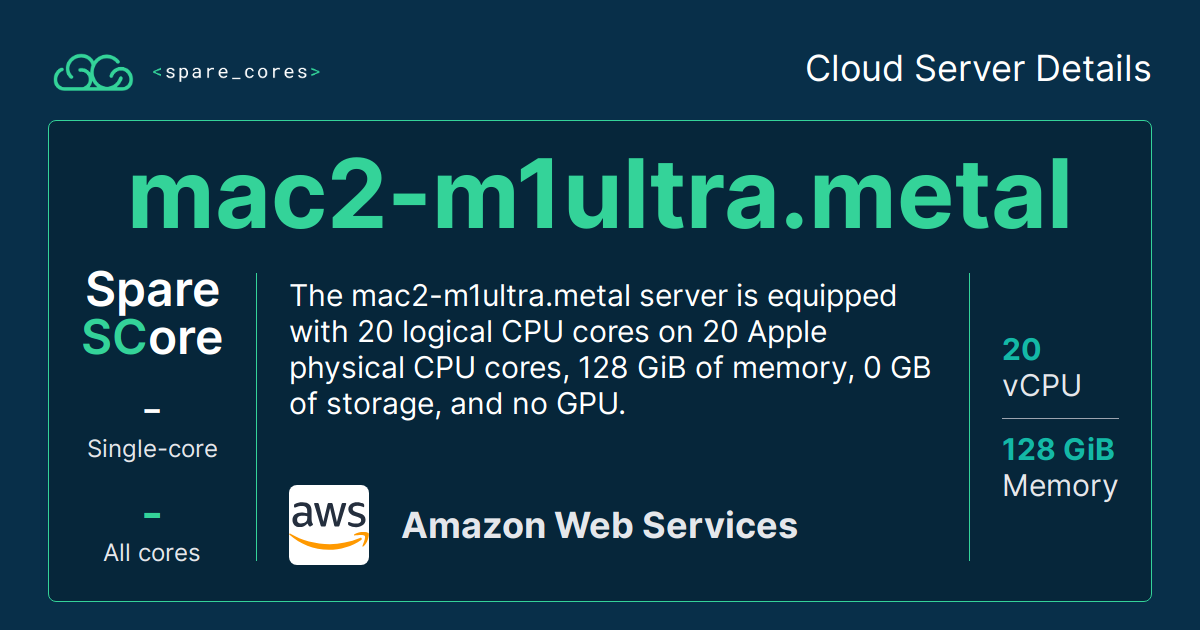 <spare_cores>
Cloud Server Details
mac2-m1ultra.metal
Spare
SCore
-
Single-core
-
All cores
The mac2-m1ultra.metal server is equipped
with 20 logical CPU cores on 20 Apple
physical CPU cores, 128 GiB of memory, 0 GB
of storage, and no GPU.
aws
Amazon Web Services
20
vCPU
128 GiB
Memory